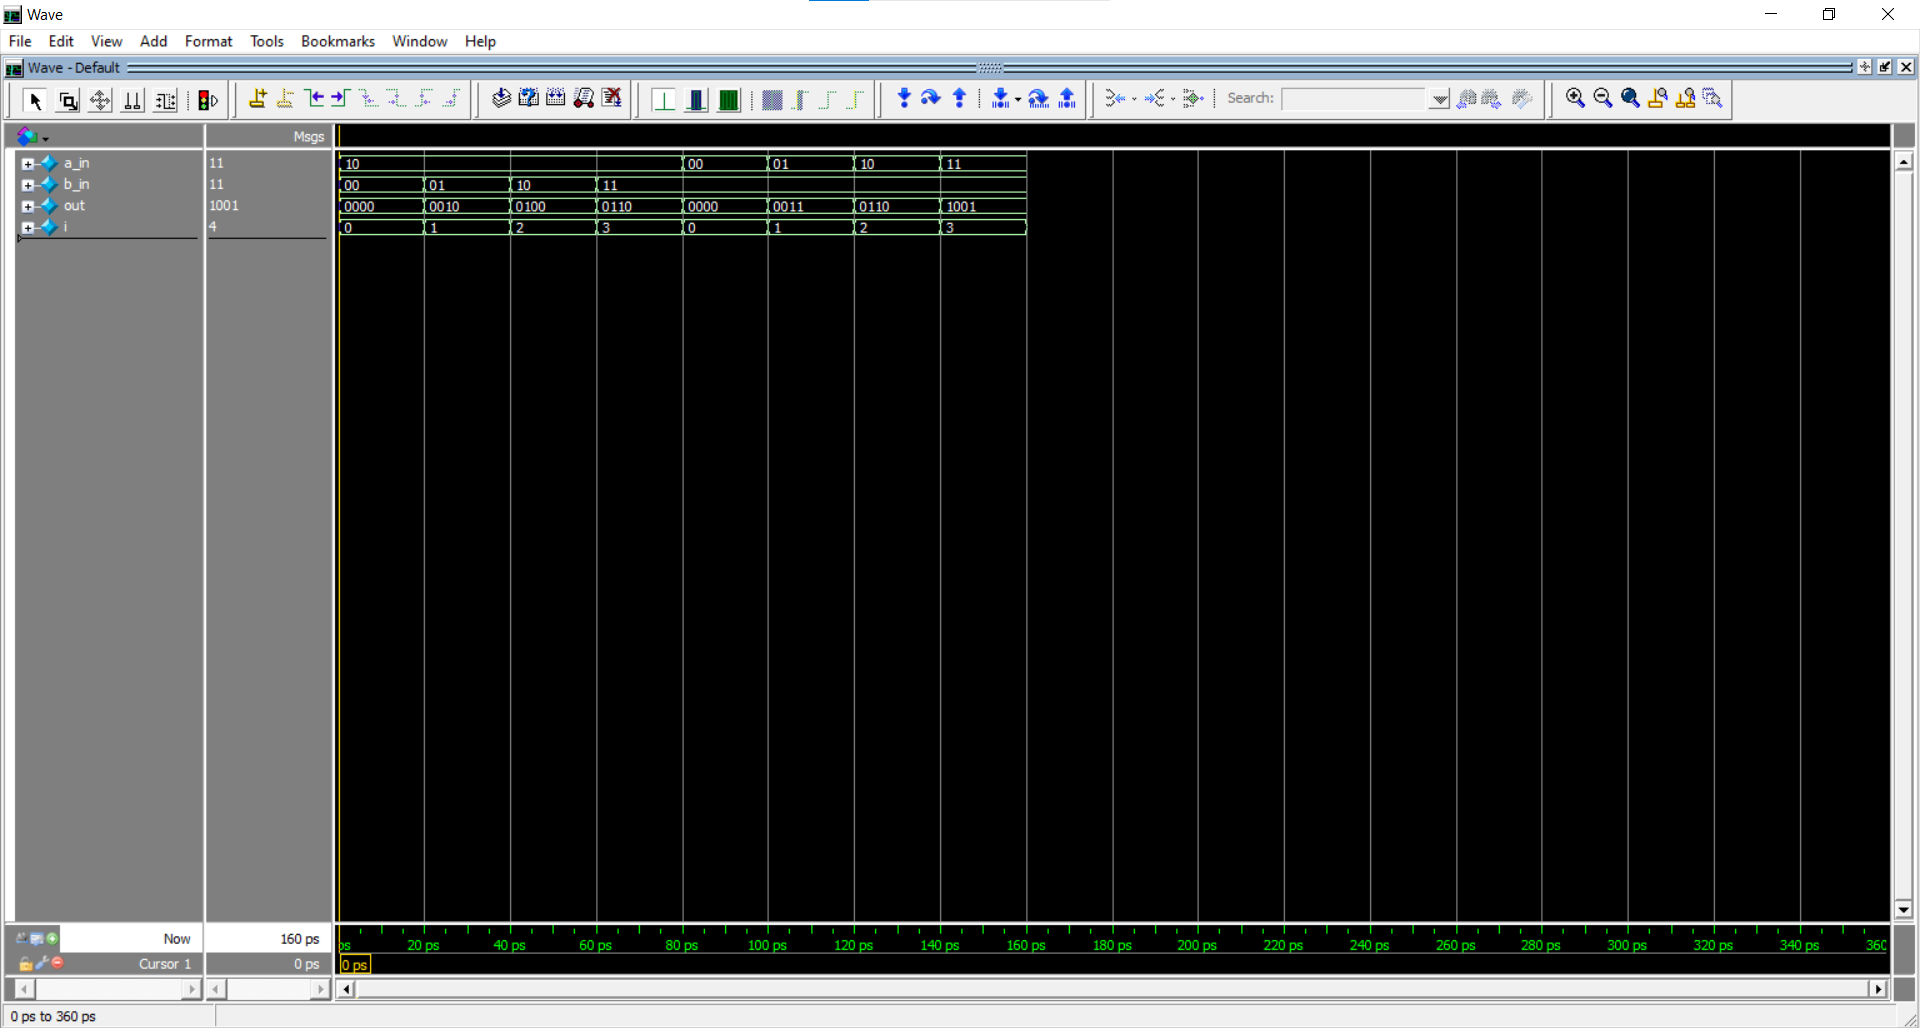 Wave
File Edit View Add Format Tools Bookmarks Window Help
Wave - Default
Search:
Msgs
a_in 11 10 00 01 10 11
b_in 11 00 01 10 11
out 1001 0000 0010 0100 0110 0000 0011 0110 1001
i 4 0 1 2 3 0 1 2 3
Now 160 ps
ps 20 ps 40 ps 60 ps 80 ps 100 ps 120 ps 140 ps 160 ps 180 ps 200 ps 220 ps 240 ps 260 ps 280 ps 300 ps 320 ps 340 ps 360
Cursor 1 0 ps 0 ps
0 ps to 360 ps